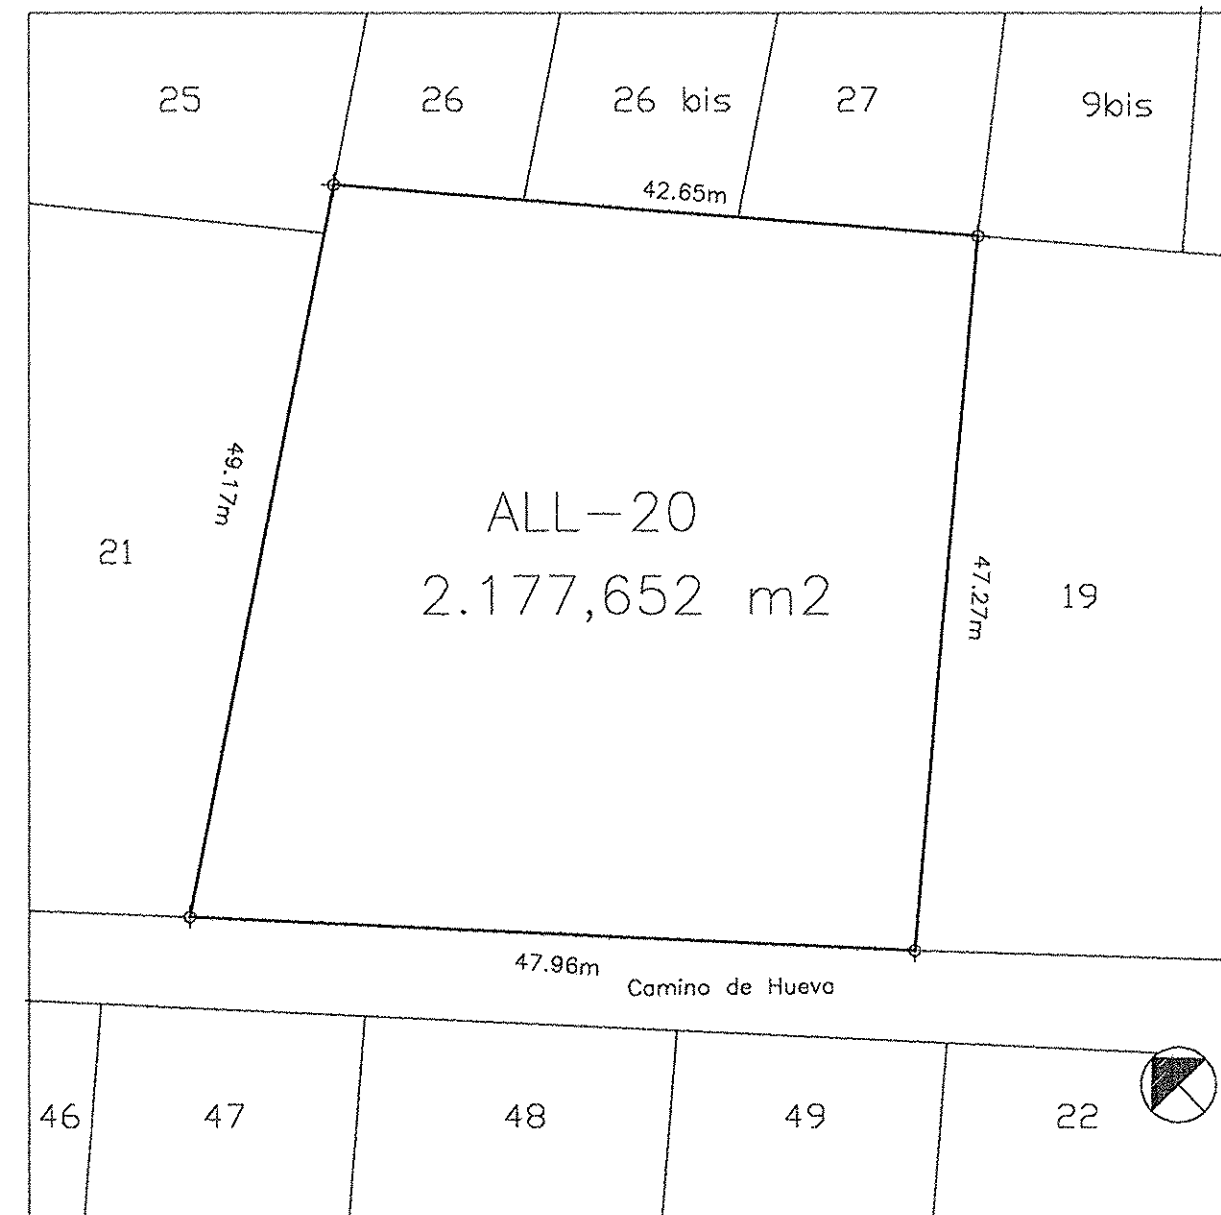 25
26
26 bis
27
9bis
42.65m
49.17m
ALL-20
2.177,652 m2
21
47.27m
19
47.96m
Camino de Hueva
46
47
48
49
22